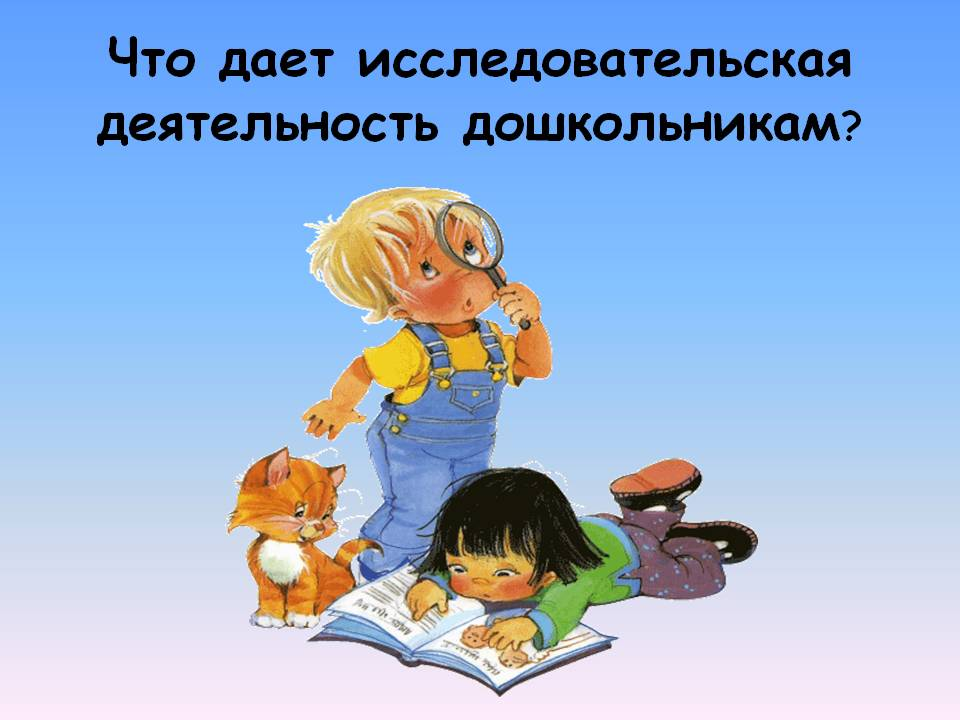 Что дает исследовательская
деятельность дошкольникам?